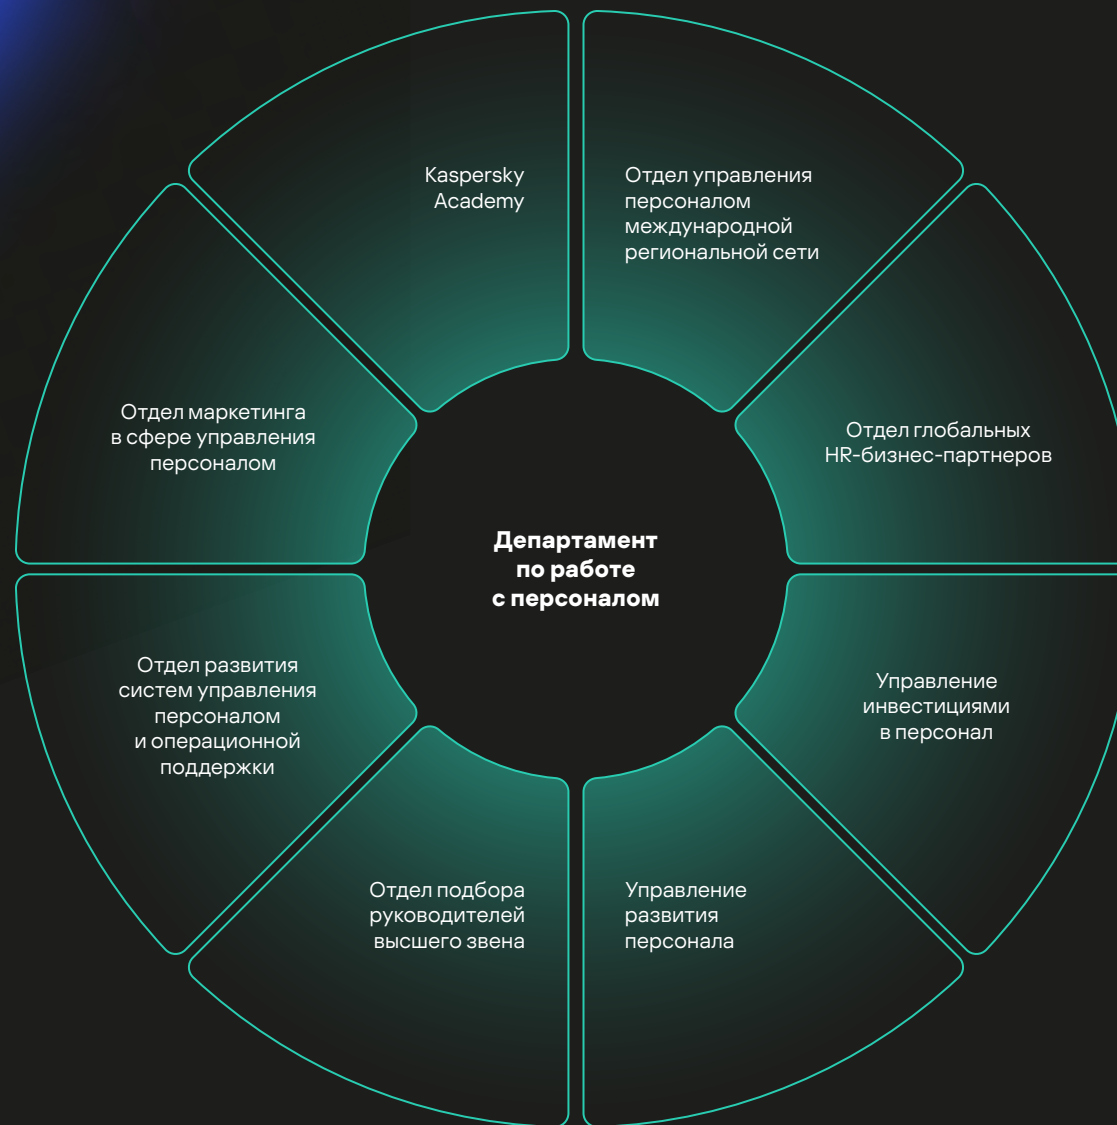 Kaspersky
Academy
Отдел управления
персоналом
международной
региональной сети
Отдел маркетинга
в сфере управления
персоналом
Отдел глобальных
HR-бизнес-партнеров
Департамент
по работе
с персоналом
Отдел развития
систем управления
персоналом
и операционной
поддержки
Управление
инвестициями
в персонал
Отдел подбора
руководителей
высшего звена
Управление
развития
персонала